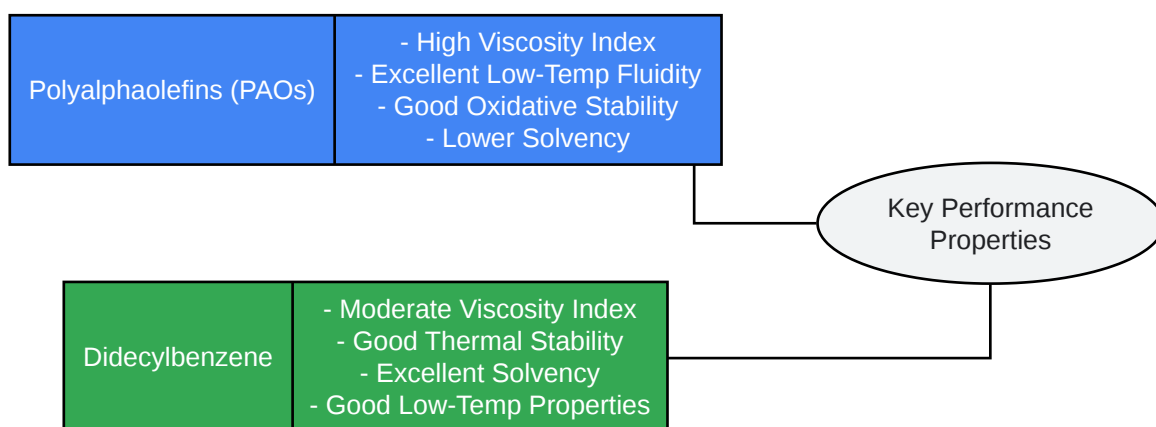 Polyalphaolefins (PAOs)
- High Viscosity Index
- Excellent Low-Temp Fluidity
- Good Oxidative Stability
- Lower Solvency
Key Performance
Properties
Didecylbenzene
- Moderate Viscosity Index
- Good Thermal Stability
- Excellent Solvency
- Good Low-Temp Properties